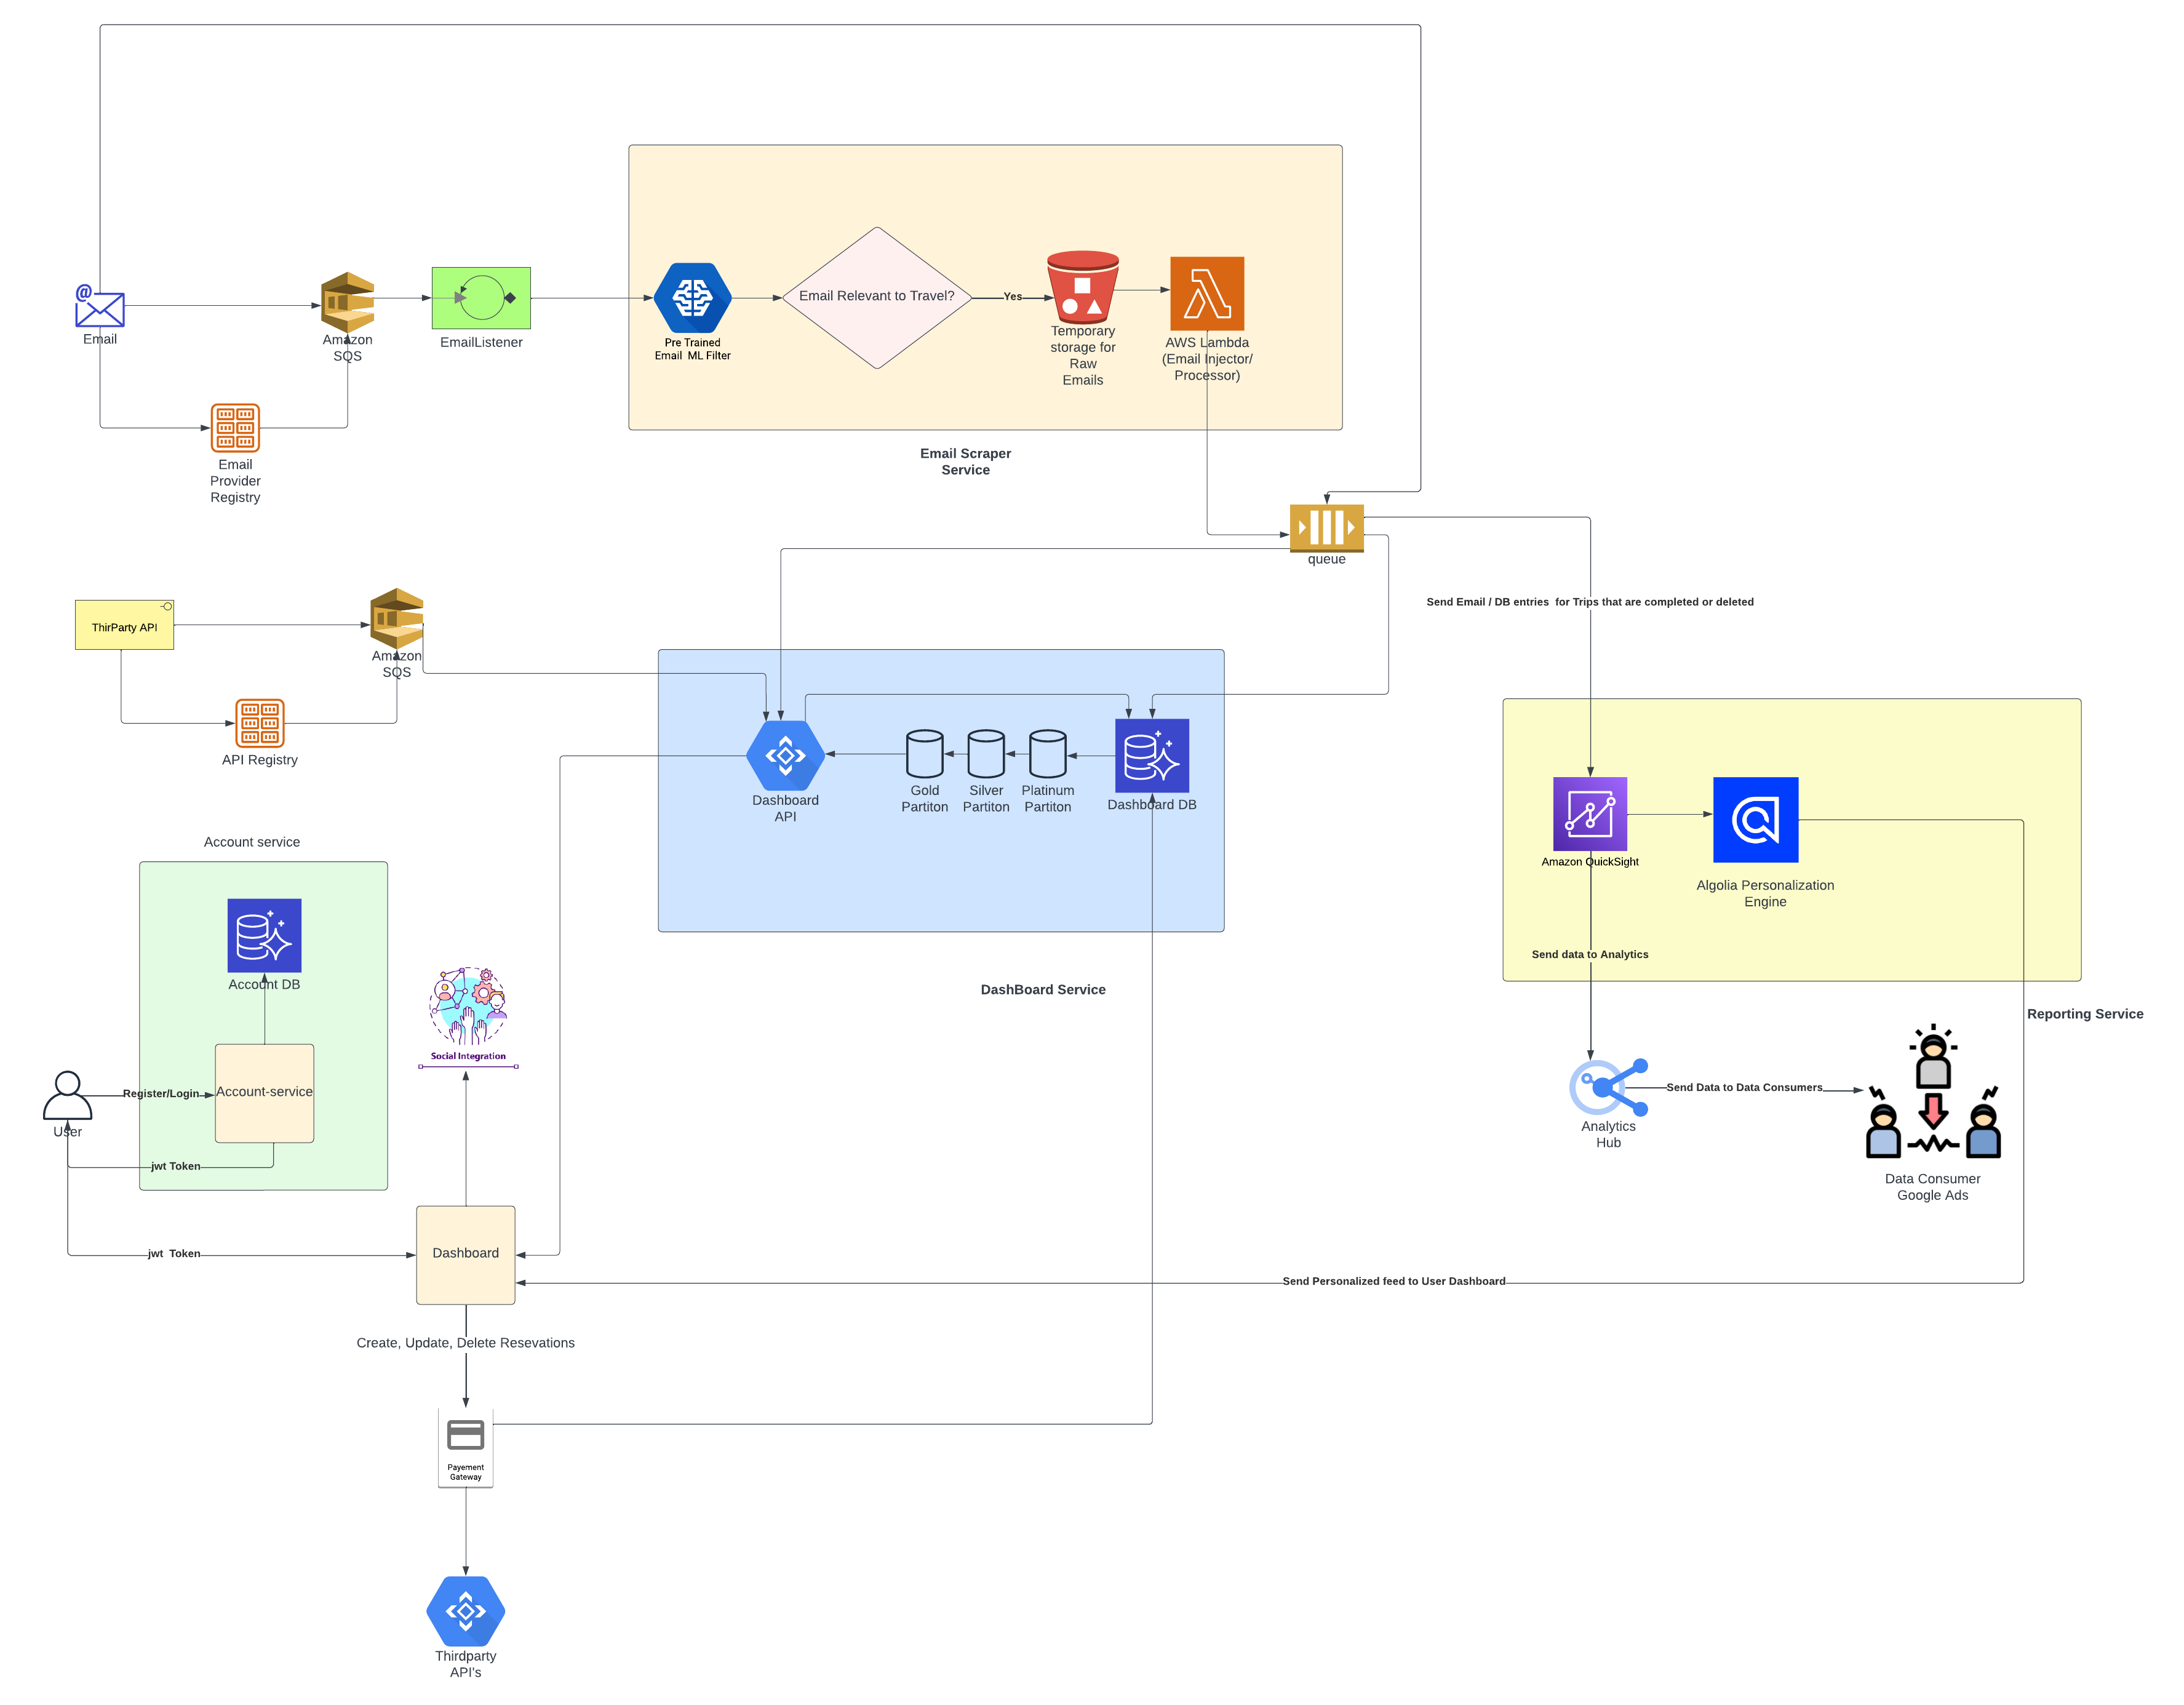 Email
Amazon
SQS
EmailListener
Pre Trained
Email  ML Filter
Email Relevant to Travel?
Yes
Temporary
storage for
Raw
Emails
AWS Lambda
(Email Injector/
Processor)
Email
Provider
Registry
Email Scraper
Service
queue
Send Email / DB entries  for Trips that are completed or deleted
ThirParty API
Amazon
SQS
API Registry
Dashboard
API
Gold
Partiton
Silver
Partiton
Platinum
Partiton
Dashboard DB
DashBoard Service
Amazon QuickSight
Algolia Personalization
Engine
Send data to Analytics
Reporting Service
Account service
Account DB
Account-service
Register/Login
User
jwt Token
jwt  Token
Social Integration
Analytics
Hub
Send Data to Data Consumers
Data Consumer
Google Ads
Dashboard
Send Personalized feed to User Dashboard
Create, Update, Delete Resevations
Payement
Gateway
Thirdparty
API's